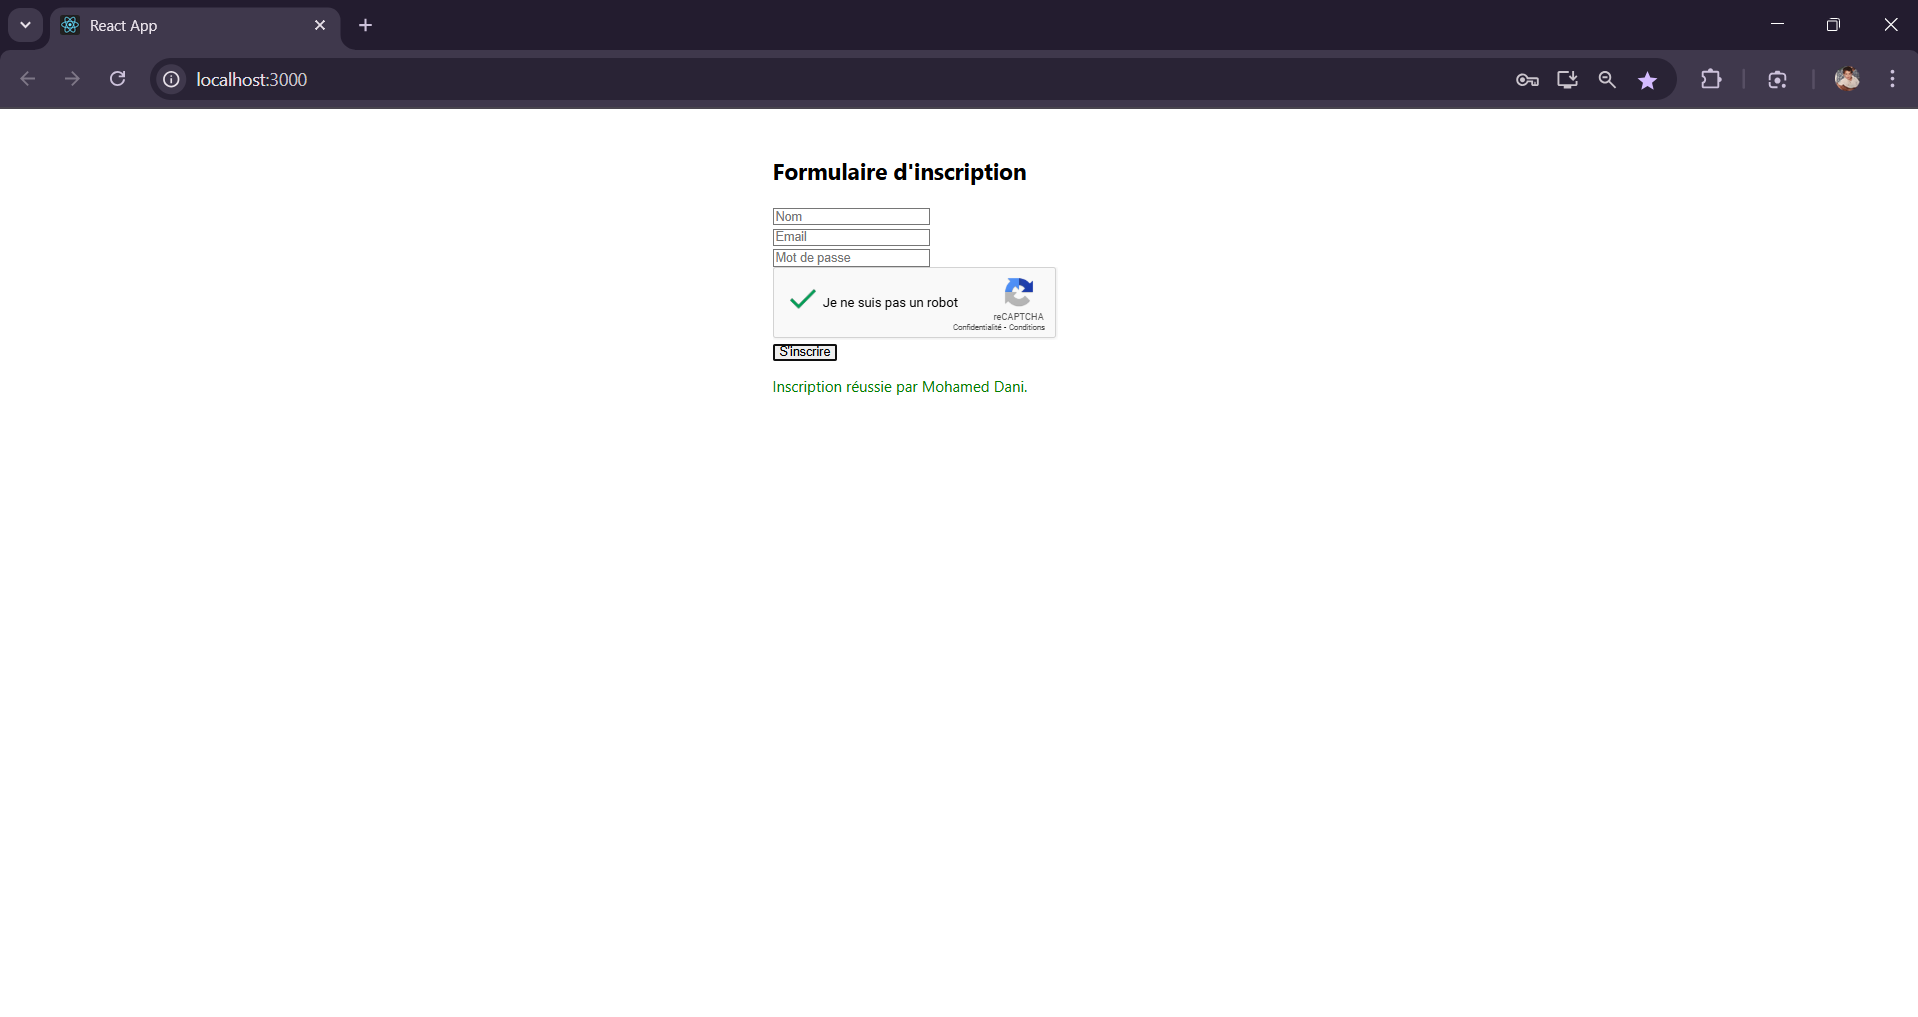 React App
localhost:3000
Formulaire d'inscription
Nom
Email
Mot de passe
Je ne suis pas un robot
reCAPTCHA
Confidentialité - Conditions
S'inscrire
Inscription réussie par Mohamed Dani.